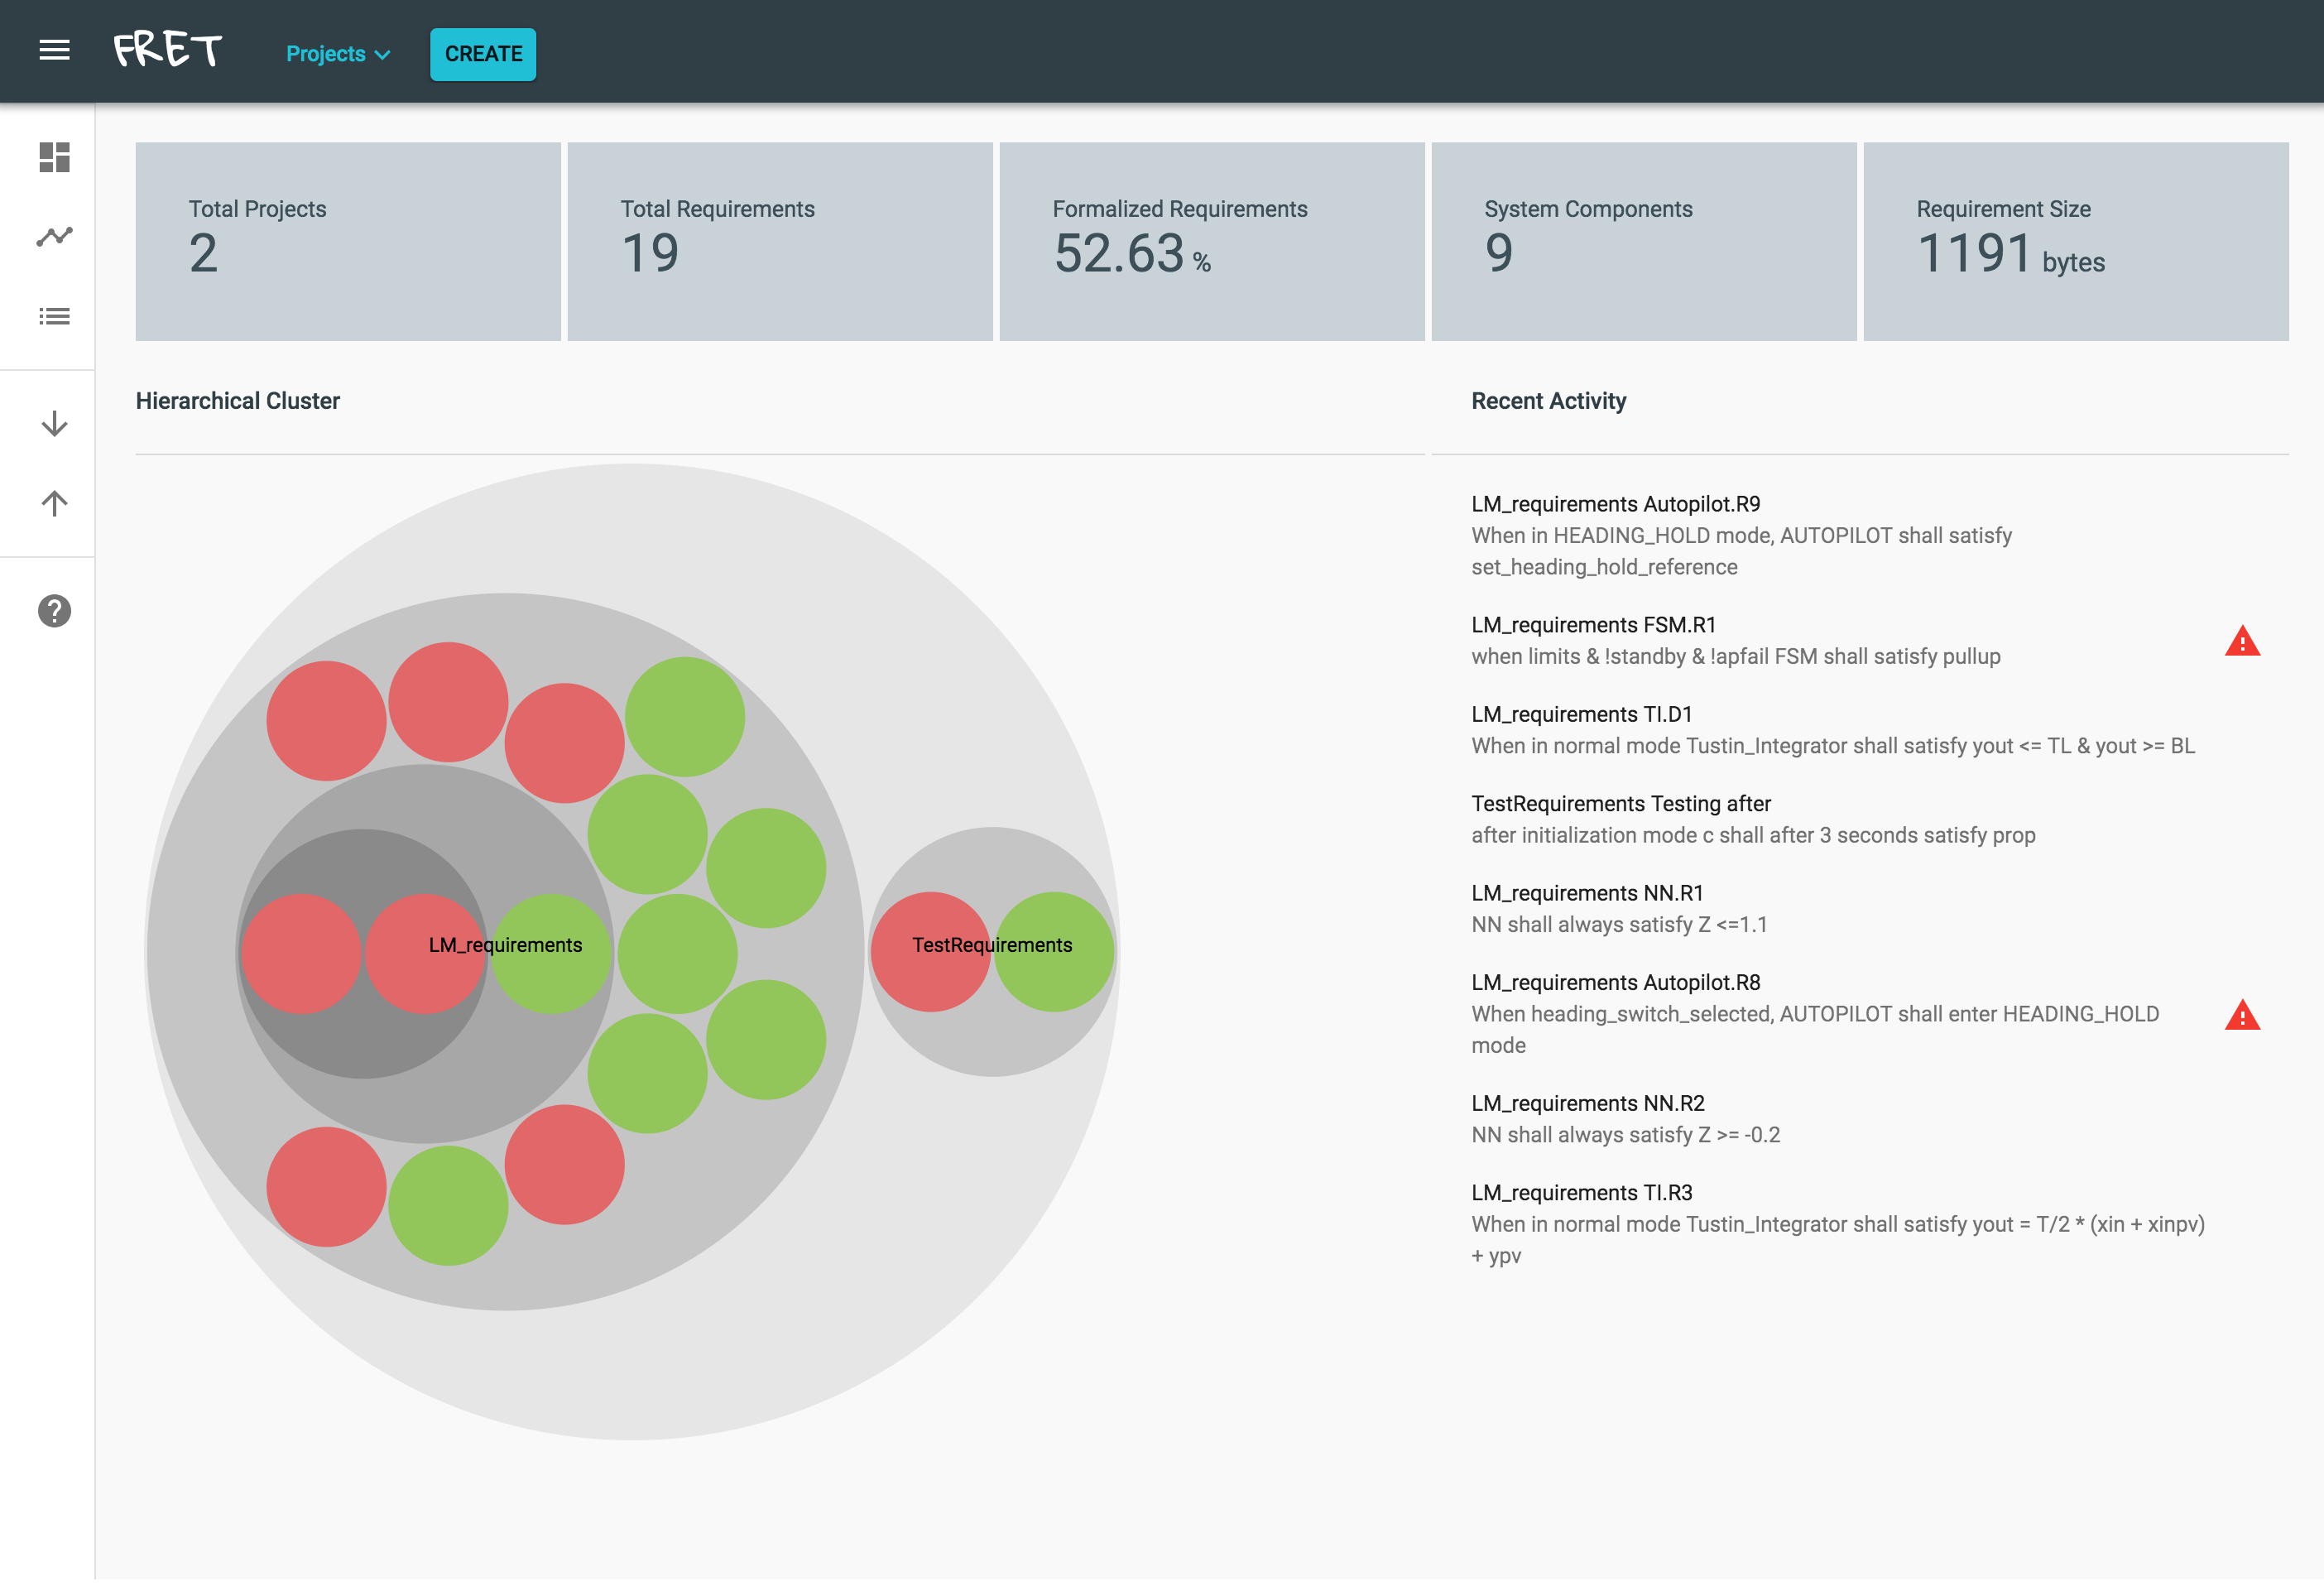 FRET
Projects
CREATE
Total Projects
2
Total Requirements
19
Formalized Requirements
52.63 %
System Components
9
Requirement Size
1191 bytes
Hierarchical Cluster
LM_requirements
TestRequirements
Recent Activity
LM_requirements Autopilot.R9
When in HEADING_HOLD mode, AUTOPILOT shall satisfy
set_heading_hold_reference
LM_requirements FSM.R1
when limits & !standby & !apfail FSM shall satisfy pullup
LM_requirements TI.D1
When in normal mode Tustin_Integrator shall satisfy yout <= TL & yout >= BL
TestRequirements Testing after
after initialization mode c shall after 3 seconds satisfy prop
LM_requirements NN.R1
NN shall always satisfy Z <=1.1
LM_requirements Autopilot.R8
When heading_switch_selected, AUTOPILOT shall enter HEADING_HOLD
mode
LM_requirements NN.R2
NN shall always satisfy Z >= -0.2
LM_requirements TI.R3
When in normal mode Tustin_Integrator shall satisfy yout = T/2 * (xin + xinpv)
+ ypv